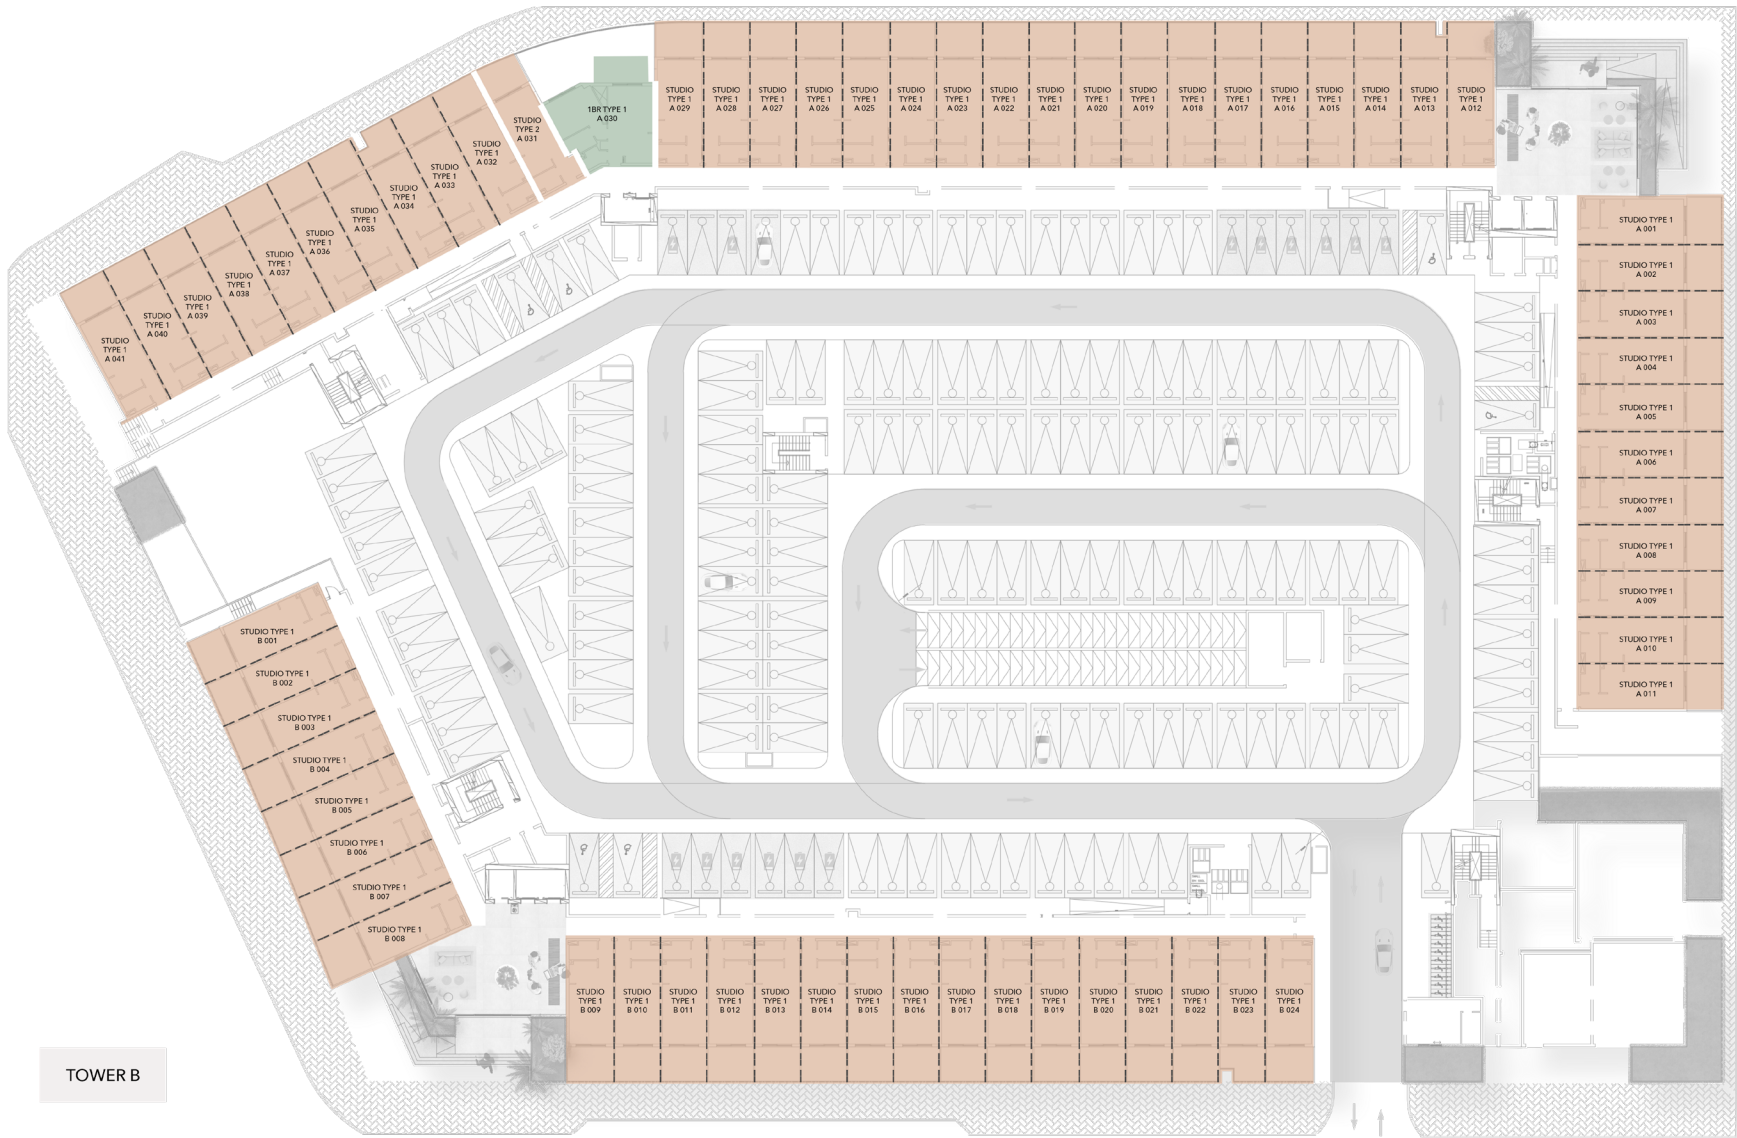 1BR TYPE 1
A 030
STUDIO
TYPE 1
A 029
STUDIO
TYPE 1
A 028
STUDIO
TYPE 1
A 027
STUDIO
TYPE 1
A 026
STUDIO
TYPE 1
A 025
STUDIO
TYPE 1
A 024
STUDIO
TYPE 1
A 023
STUDIO
TYPE 1
A 022
STUDIO
TYPE 1
A 021
STUDIO
TYPE 1
A 020
STUDIO
TYPE 1
A 019
STUDIO
TYPE 1
A 018
STUDIO
TYPE 1
A 017
STUDIO
TYPE 1
A 016
STUDIO
TYPE 1
A 015
STUDIO
TYPE 1
A 014
STUDIO
TYPE 1
A 013
STUDIO
TYPE 1
A 012
STUDIO
TYPE 2
A 031
STUDIO
TYPE 1
A 032
STUDIO
TYPE 1
A 033
STUDIO
TYPE 1
A 034
STUDIO
TYPE 1
A 035
STUDIO
TYPE 1
A 036
STUDIO
TYPE 1
A 037
STUDIO
TYPE 1
A 038
STUDIO
TYPE 1
A 039
STUDIO
TYPE 1
A 040
STUDIO
TYPE 1
A 041
STUDIO TYPE 1
A 001
STUDIO TYPE 1
A 002
STUDIO TYPE 1
A 003
STUDIO TYPE 1
A 004
STUDIO TYPE 1
A 005
STUDIO TYPE 1
A 006
STUDIO TYPE 1
A 007
STUDIO TYPE 1
A 008
STUDIO TYPE 1
A 009
STUDIO TYPE 1
A 010
STUDIO TYPE 1
A 011
STUDIO TYPE 1
B 001
STUDIO TYPE 1
B 002
STUDIO TYPE 1
B 003
STUDIO TYPE 1
B 004
STUDIO TYPE 1
B 005
STUDIO TYPE 1
B 006
STUDIO TYPE 1
B 007
STUDIO TYPE 1
B 008
STUDIO
TYPE 1
B 009
STUDIO
TYPE 1
B 010
STUDIO
TYPE 1
B 011
STUDIO
TYPE 1
B 012
STUDIO
TYPE 1
B 013
STUDIO
TYPE 1
B 014
STUDIO
TYPE 1
B 015
STUDIO
TYPE 1
B 016
STUDIO
TYPE 1
B 017
STUDIO
TYPE 1
B 018
STUDIO
TYPE 1
B 019
STUDIO
TYPE 1
B 020
STUDIO
TYPE 1
B 021
STUDIO
TYPE 1
B 022
STUDIO
TYPE 1
B 023
STUDIO
TYPE 1
B 024
TOWER B